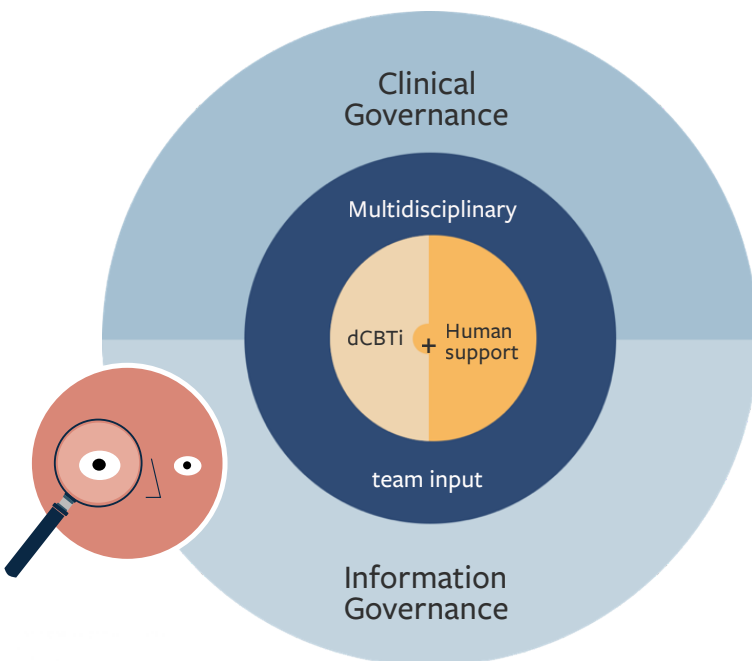 Clinical
Governance
Multidisciplinary
dCBTi
+
Human
support
team input
Information
Governance